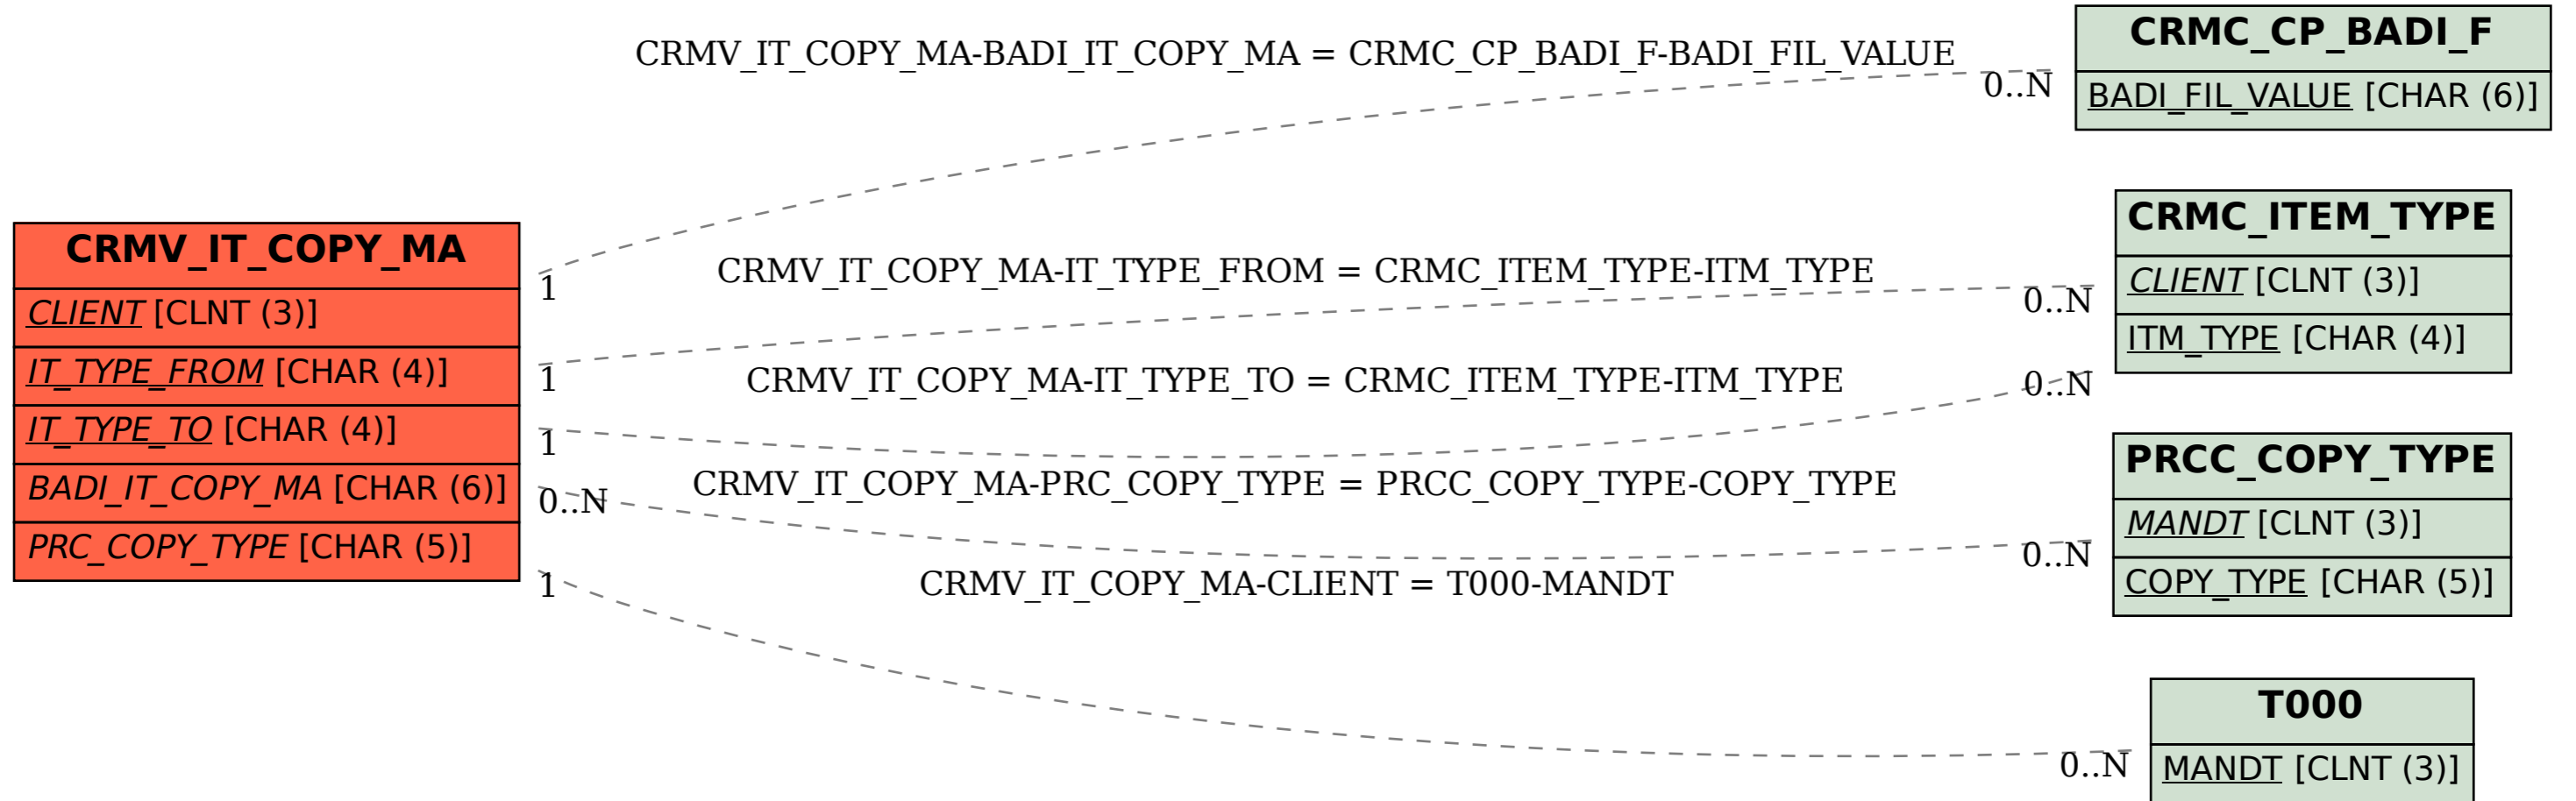 CRMV_IT_COPY_MA
CLIENT [CLNT (3)]
IT_TYPE_FROM [CHAR (4)]
IT_TYPE_TO [CHAR (4)]
BADI_IT_COPY_MA [CHAR (6)]
PRC_COPY_TYPE [CHAR (5)]
CRMV_IT_COPY_MA-BADI_IT_COPY_MA = CRMC_CP_BADI_F-BADI_FIL_VALUE
1
0..N
CRMV_IT_COPY_MA-IT_TYPE_FROM = CRMC_ITEM_TYPE-ITM_TYPE
1
0..N
CRMV_IT_COPY_MA-IT_TYPE_TO = CRMC_ITEM_TYPE-ITM_TYPE
1
0..N
CRMV_IT_COPY_MA-PRC_COPY_TYPE = PRCC_COPY_TYPE-COPY_TYPE
0..N
0..N
CRMV_IT_COPY_MA-CLIENT = T000-MANDT
1
0..N
CRMC_CP_BADI_F
BADI_FIL_VALUE [CHAR (6)]
CRMC_ITEM_TYPE
CLIENT [CLNT (3)]
ITM_TYPE [CHAR (4)]
PRCC_COPY_TYPE
MANDT [CLNT (3)]
COPY_TYPE [CHAR (5)]
T000
MANDT [CLNT (3)]